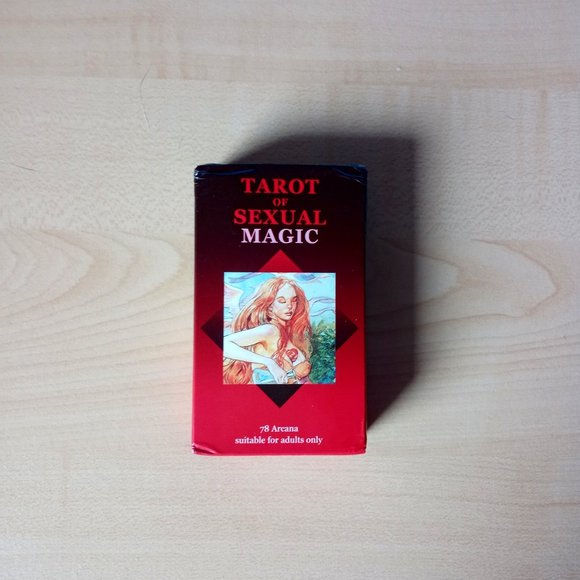 TAROT
OF
SEXUAL
MAGIC
78 Arcana
suitable for adults only